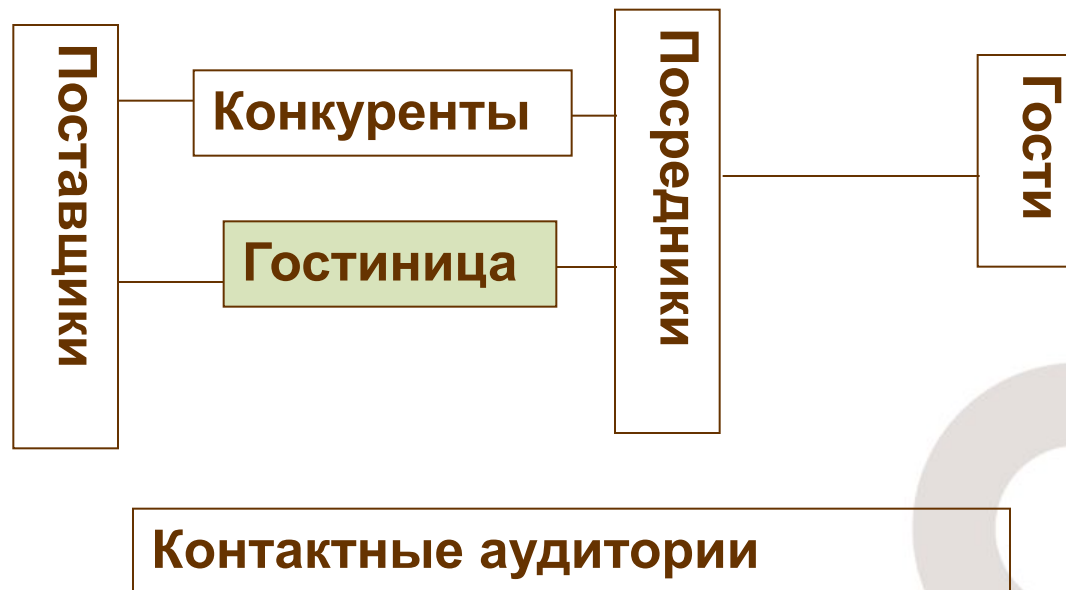 Поставщики
Конкуренты
Гостиница
Посредники
Гости
Контактные аудитории